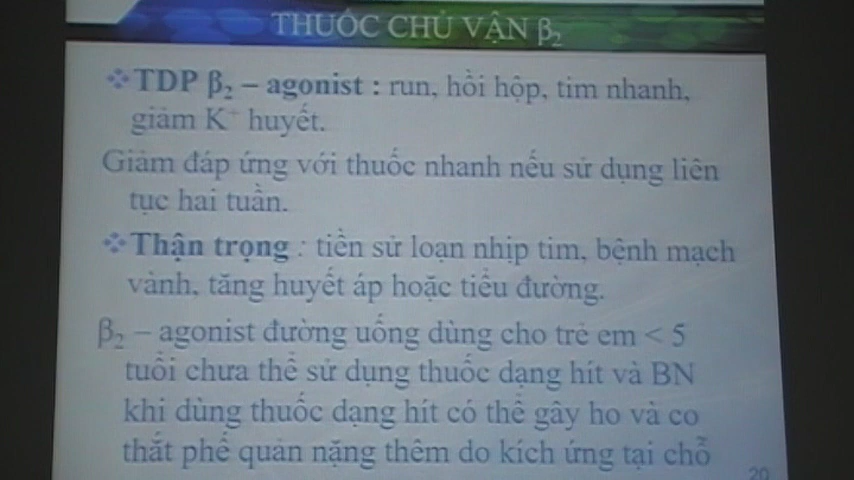 THUỐC CHỦ VẬN β₂
❖TDP β₂ – agonist : run, hồi hộp, tim nhanh,
giảm K⁺ huyết.
Giảm đáp ứng với thuốc nhanh nếu sử dụng liên
tục hai tuần.
❖Thận trọng : tiền sử loạn nhịp tim, bệnh mạch
vành, tăng huyết áp hoặc tiểu đường.
β₂ – agonist đường uống dùng cho trẻ em < 5
tuổi chưa thể sử dụng thuốc dạng hít và BN
khi dùng thuốc dạng hít có thể gây ho và co
thắt phế quản nặng thêm do kích ứng tại chỗ
20